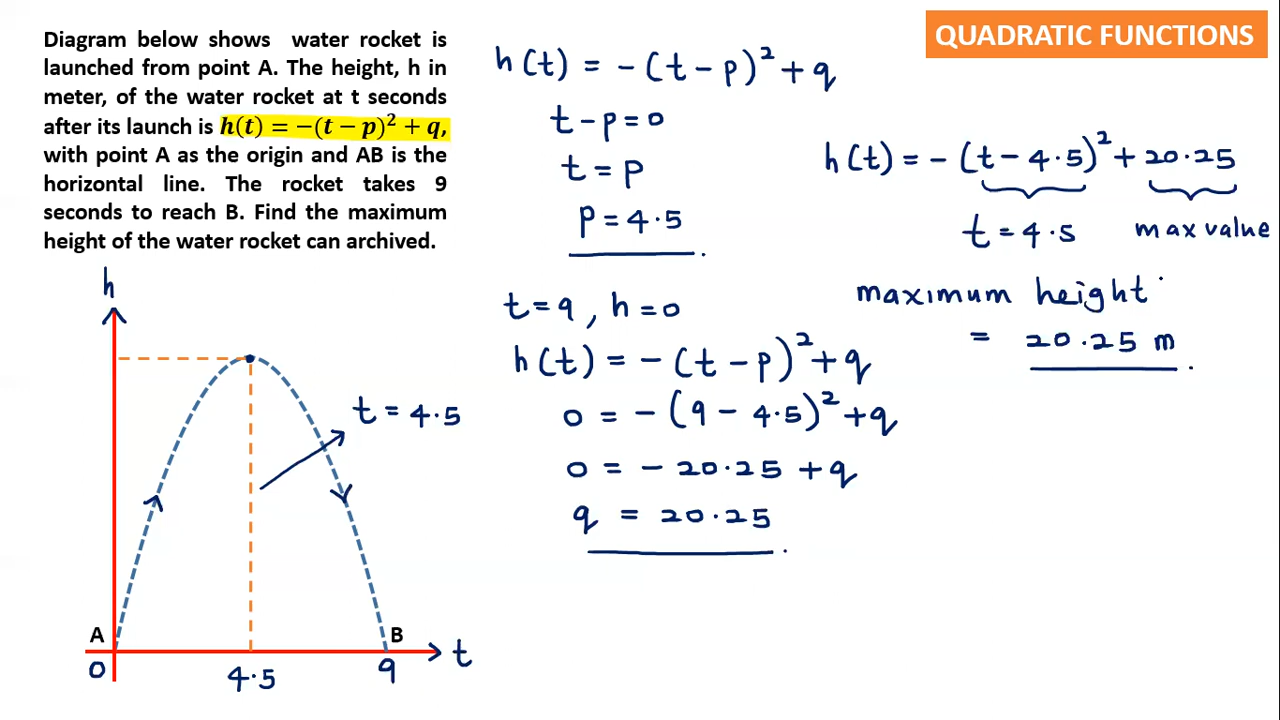 QUADRATIC FUNCTIONS
Diagram below shows water rocket is
launched from point A. The height, h in
meter, of the water rocket at t seconds
after its launch is h(t) = −(t − p)² + q,
with point A as the origin and AB is the
horizontal line. The rocket takes 9
seconds to reach B. Find the maximum
height of the water rocket can archived.
h
t = 4.5
A
B
0
4.5
9
t
h(t) = -(t-p)² + q
t-p=0
t = p
p = 4.5
t=9, h=0
h(t) = -(t-p)² + q
0 = -(9-4.5)² + q
0 = -20.25 + q
q = 20.25
h(t) = -(t-4.5)² + 20.25
t = 4.5
max value
maximum height
= 20.25 m